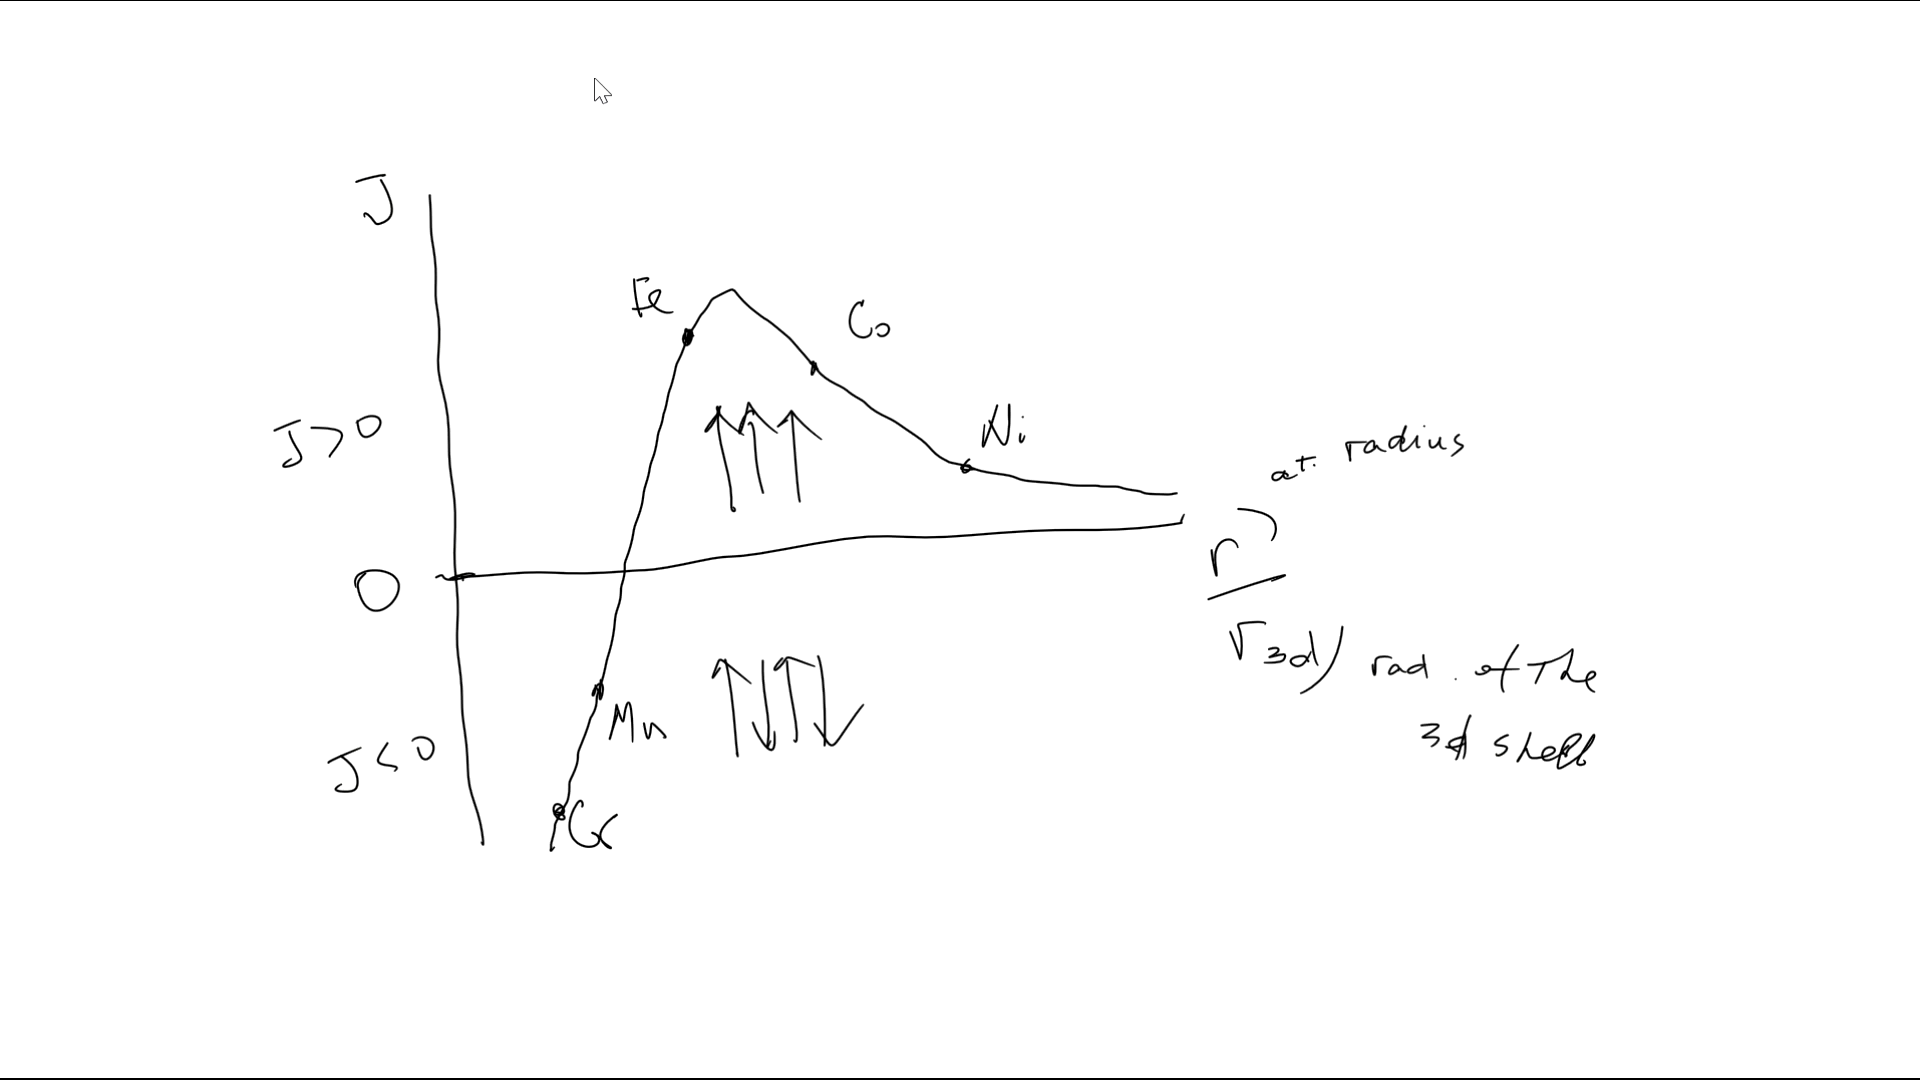 J
Fe
Co
J>0
Ni
at. radius
r
0
r3d
rad. of The
3d shell
Mn
J<0
Cr